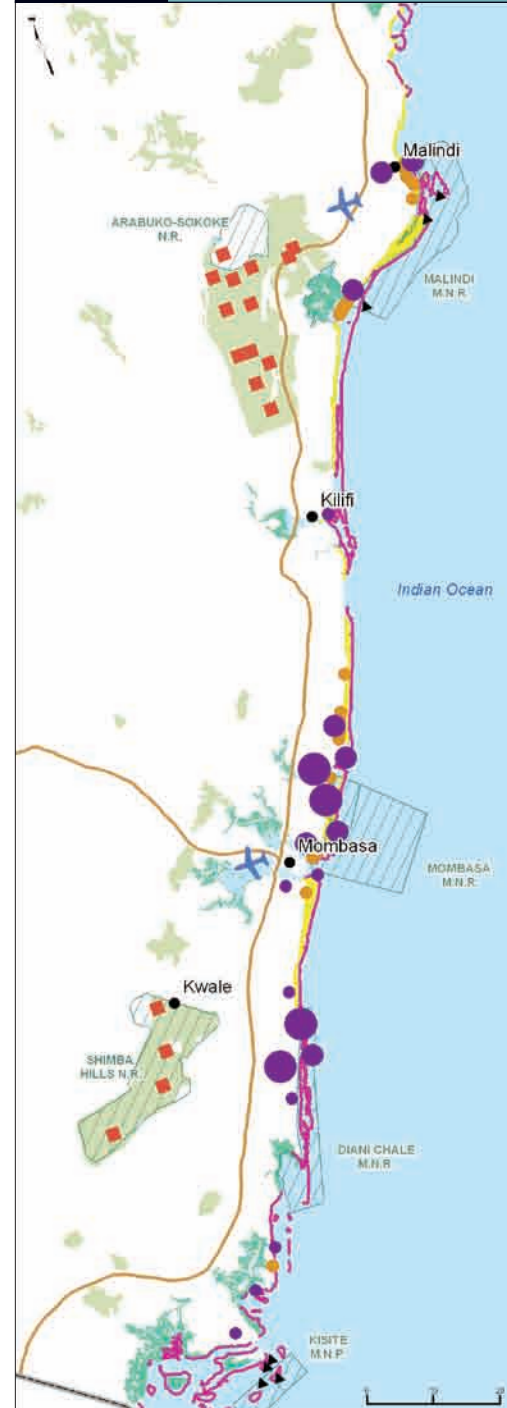 Malindi
ARABUKO-SOKOKE
N.R.
MALINDI
M.N.R.
Kilifi
Indian Ocean
Mombasa
MOMBASA
M.N.R.
Kwale
SHIMBA
HILLS N.R.
DIANI CHALE
M.N.R
KISITE
M.N.P.